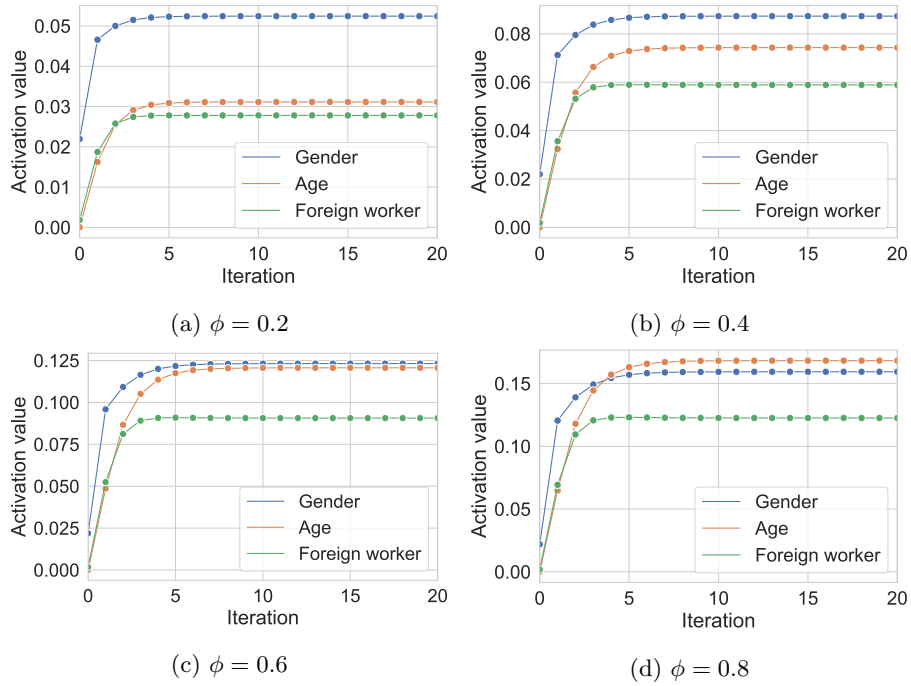 Activation value
0.05
0.04
0.03
0.02
0.01
0.00
Gender
Age
Foreign worker
0 5 10 15 20
Iteration
(a) ϕ = 0.2
Activation value
0.08
0.06
0.04
0.02
0.00
Gender
Age
Foreign worker
0 5 10 15 20
Iteration
(b) ϕ = 0.4
Activation value
0.125
0.100
0.075
0.050
0.025
0.000
Gender
Age
Foreign worker
0 5 10 15 20
Iteration
(c) ϕ = 0.6
Activation value
0.15
0.10
0.05
0.00
Gender
Age
Foreign worker
0 5 10 15 20
Iteration
(d) ϕ = 0.8